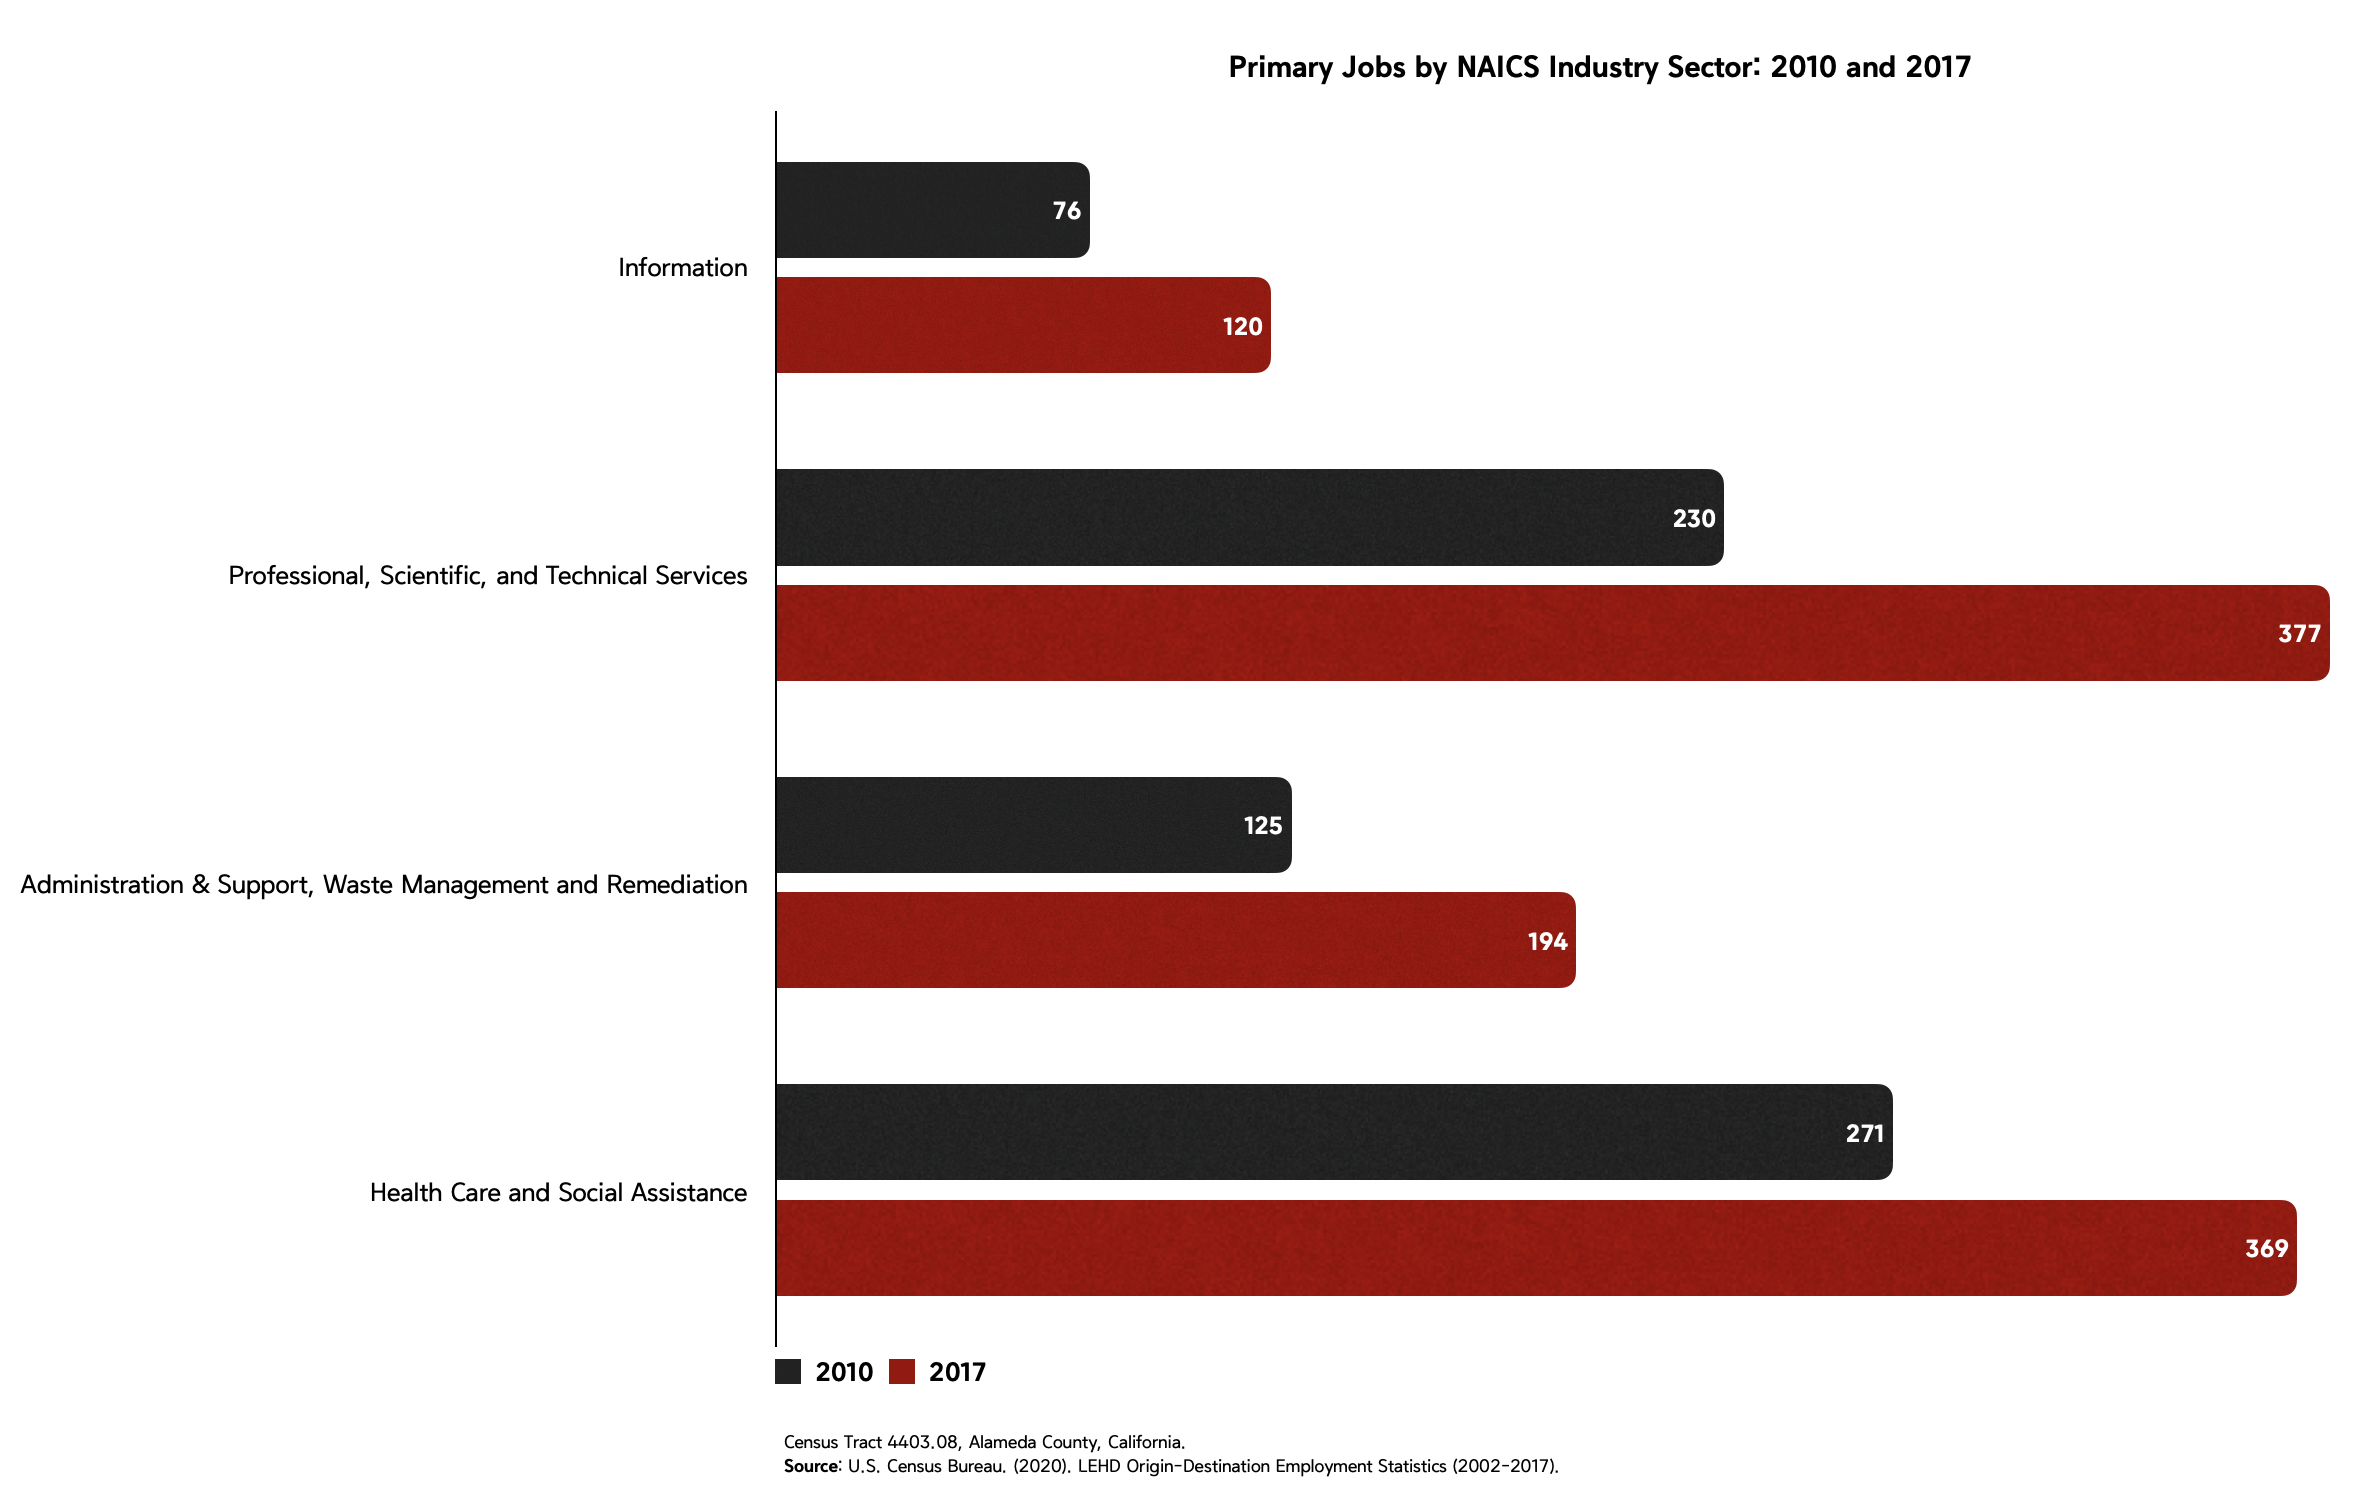 Primary Jobs by NAICS Industry Sector: 2010 and 2017
76
Information
120
230
Professional, Scientific, and Technical Services
377
125
Administration & Support, Waste Management and Remediation
194
271
Health Care and Social Assistance
369
2010 2017
Census Tract 4403.08, Alameda County, California.
Source: U.S. Census Bureau. (2020). LEHD Origin-Destination Employment Statistics (2002-2017).